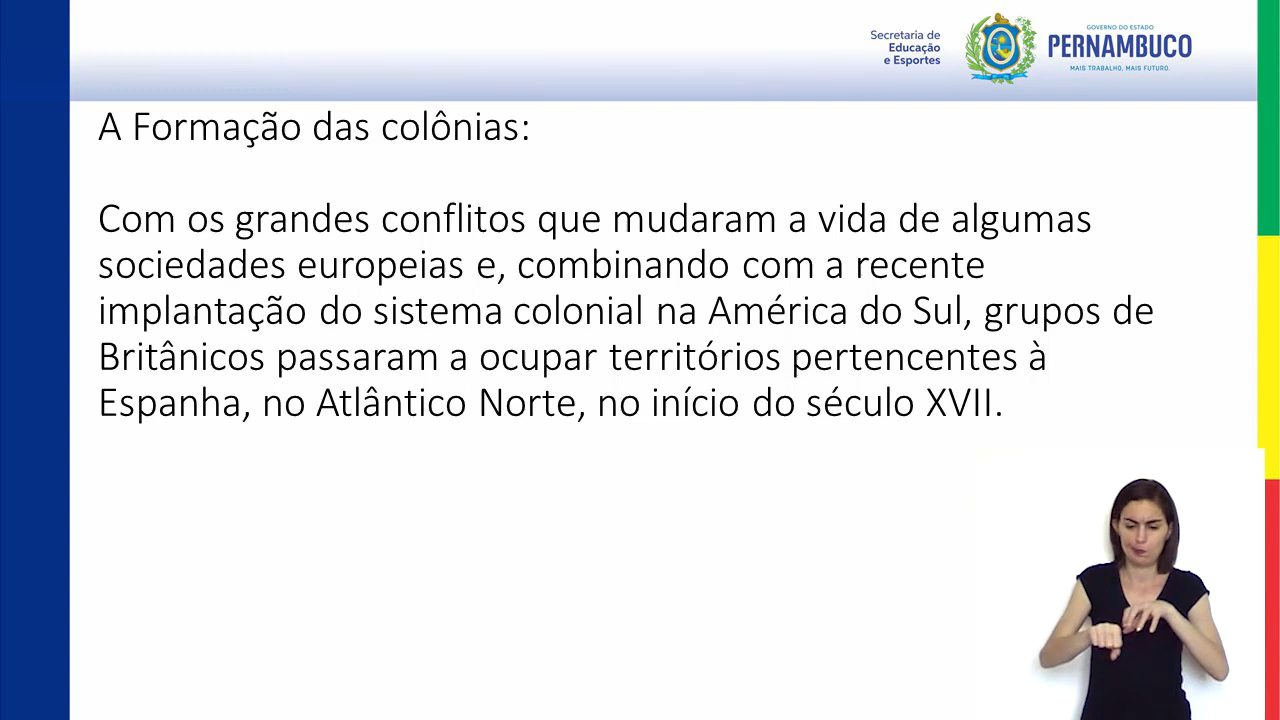 Secretaria de
Educação
e Esportes
GOVERNO DO ESTADO
PERNAMBUCO
MAIS TRABALHO, MAIS FUTURO.
A Formação das colônias:
Com os grandes conflitos que mudaram a vida de algumas
sociedades europeias e, combinando com a recente
implantação do sistema colonial na América do Sul, grupos de
Britânicos passaram a ocupar territórios pertencentes à
Espanha, no Atlântico Norte, no início do século XVII.